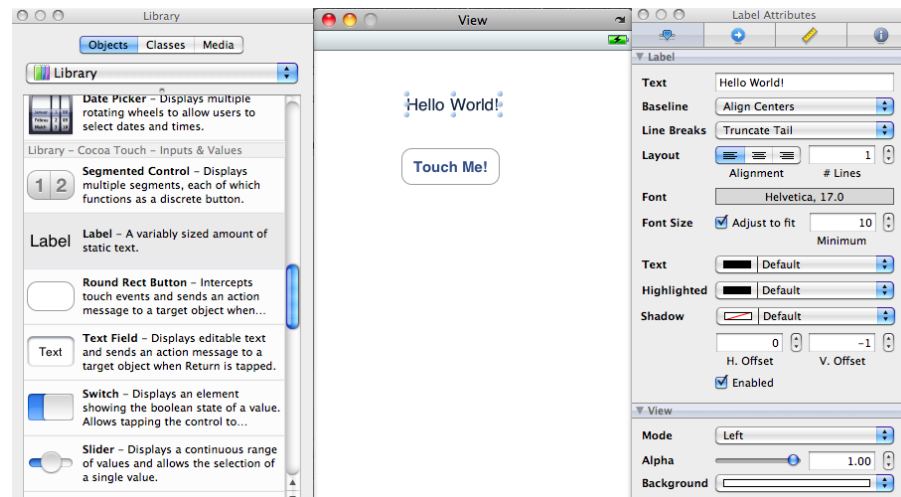 Library
Objects Classes Media
Library
Date Picker – Displays multiple
rotating wheels to allow users to
select dates and times.
Library – Cocoa Touch – Inputs & Values
1 2
Segmented Control – Displays
multiple segments, each of which
functions as a discrete button.
Label
Label – A variably sized amount of
static text.
Round Rect Button – Intercepts
touch events and sends an action
message to a target object when...
Text
Text Field – Displays editable text
and sends an action message to a
target object when Return is tapped.
Switch – Displays an element
showing the boolean state of a value.
Allows tapping the control to...
Slider – Displays a continuous range
of values and allows the selection of
a single value.
View
Hello World!
Touch Me!
Label Attributes
Label
Text Hello World!
Baseline Align Centers
Line Breaks Truncate Tail
Layout 1
Alignment # Lines
Font Helvetica, 17.0
Font Size Adjust to fit 10
Minimum
Text Default
Highlighted Default
Shadow Default
0 -1
H. Offset V. Offset
Enabled
View
Mode Left
Alpha 1.00
Background